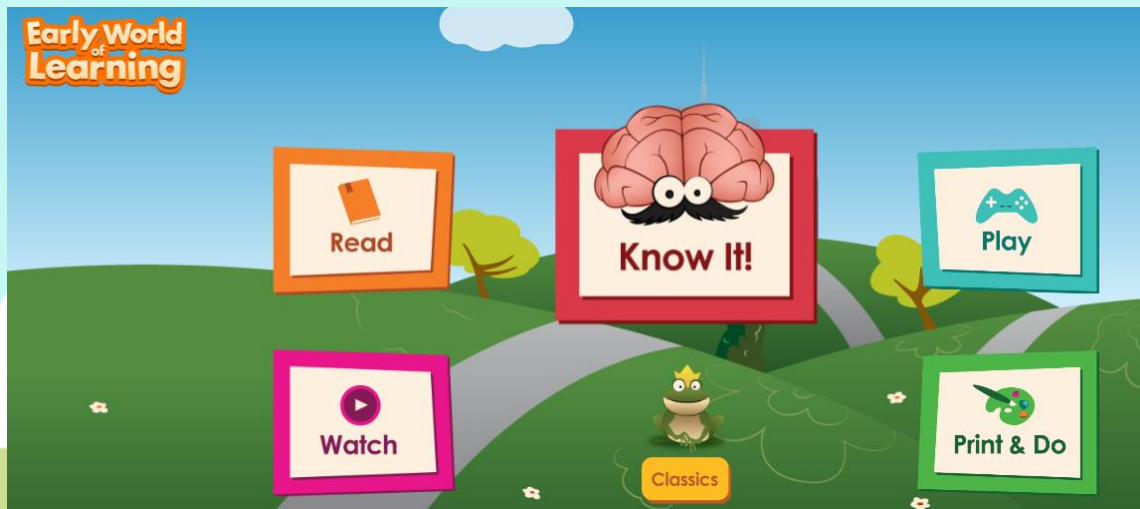 Early World
of
Learning
Read
Know It!
Play
Watch
Classics
Print & Do